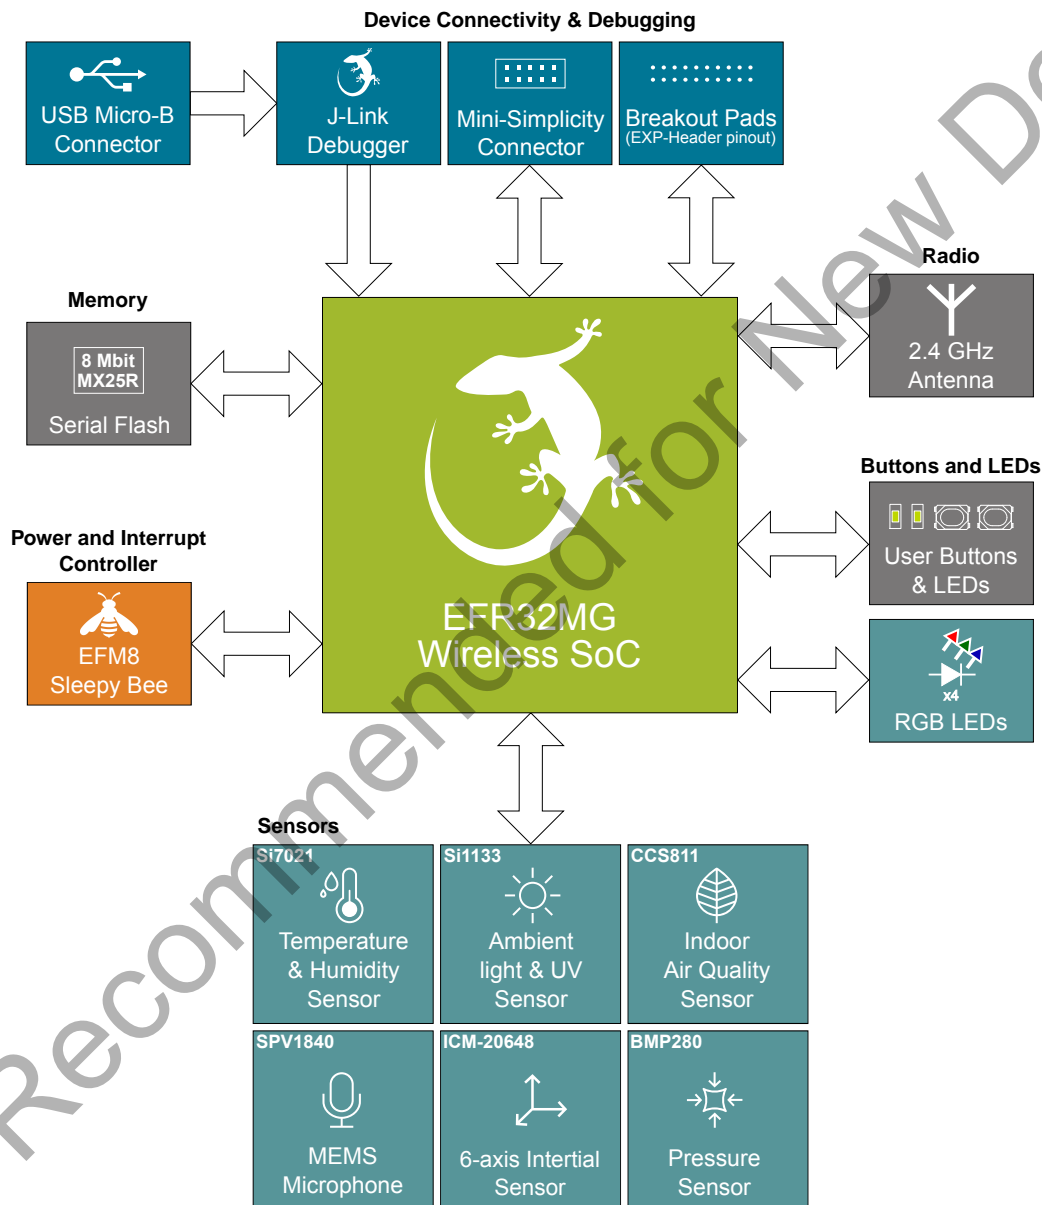 Device Connectivity & Debugging
USB Micro-B
Connector
J-Link
Debugger
Mini-Simplicity
Connector
Breakout Pads
(EXP-Header pinout)
Radio
2.4 GHz
Antenna
Memory
8 Mbit
MX25R
Serial Flash
Buttons and LEDs
User Buttons
& LEDs
Power and Interrupt
Controller
EFM8
Sleepy Bee
EFR32MG
Wireless SoC
x4
RGB LEDs
Sensors
Si7021
Temperature
& Humidity
Sensor
Si1133
Ambient
light & UV
Sensor
CCS811
Indoor
Air Quality
Sensor
SPV1840
MEMS
Microphone
ICM-20648
6-axis Intertial
Sensor
BMP280
Pressure
Sensor
Recommended for New